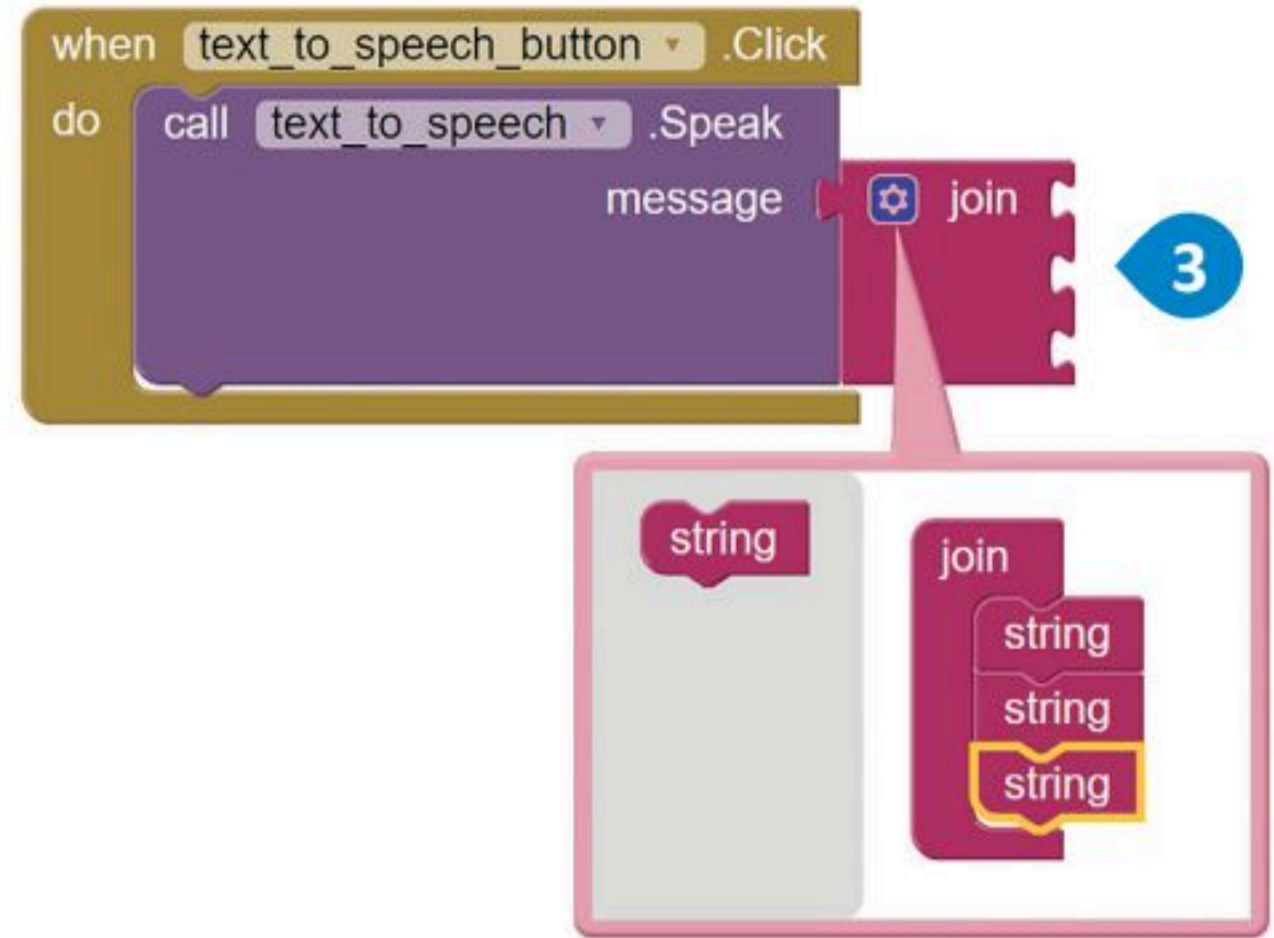 when text_to_speech_button .Click
do call text_to_speech .Speak
message join
3
string
join
string
string
string